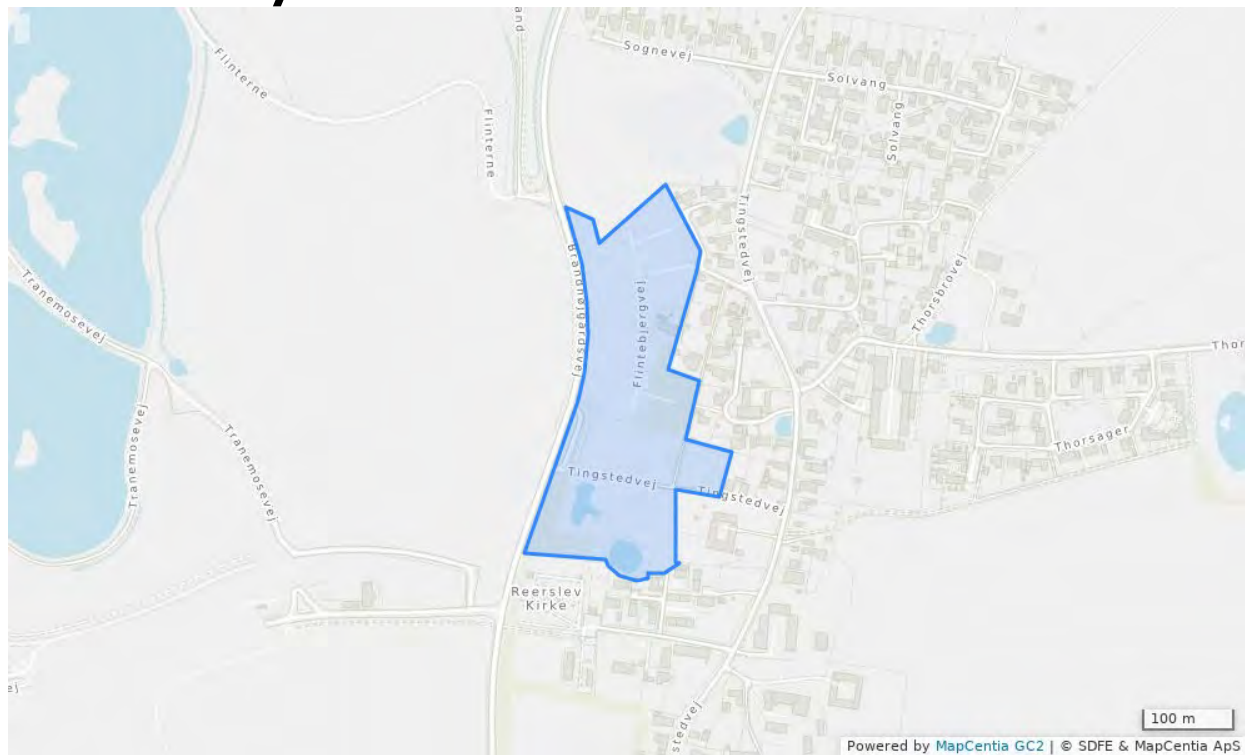 Flinterne
Sognevej
Solvang
Solvang
Flinterne
Tingstedvej
Brandhøjgårdsvej
Flintebjergvej
Thorsbrovej
Tranemosevej
Tranemosevej
Tranemosevej
Thorsager
Tingstedvej
Tingstedvej
Reerslev
Kirke
100 m
Powered by MapCentia GC2 | © SDFE & MapCentia ApS